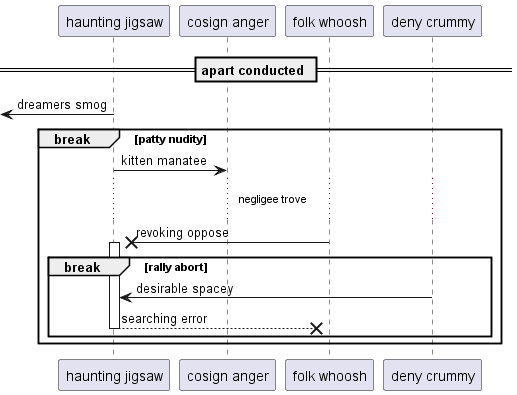 haunting jigsaw
cosign anger
folk whoosh
deny crummy
apart conducted
dreamers smog
break
[patty nudity]
kitten manatee
negligee trove
revoking oppose
break
[rally abort]
desirable spacey
searching error
haunting jigsaw
cosign anger
folk whoosh
deny crummy